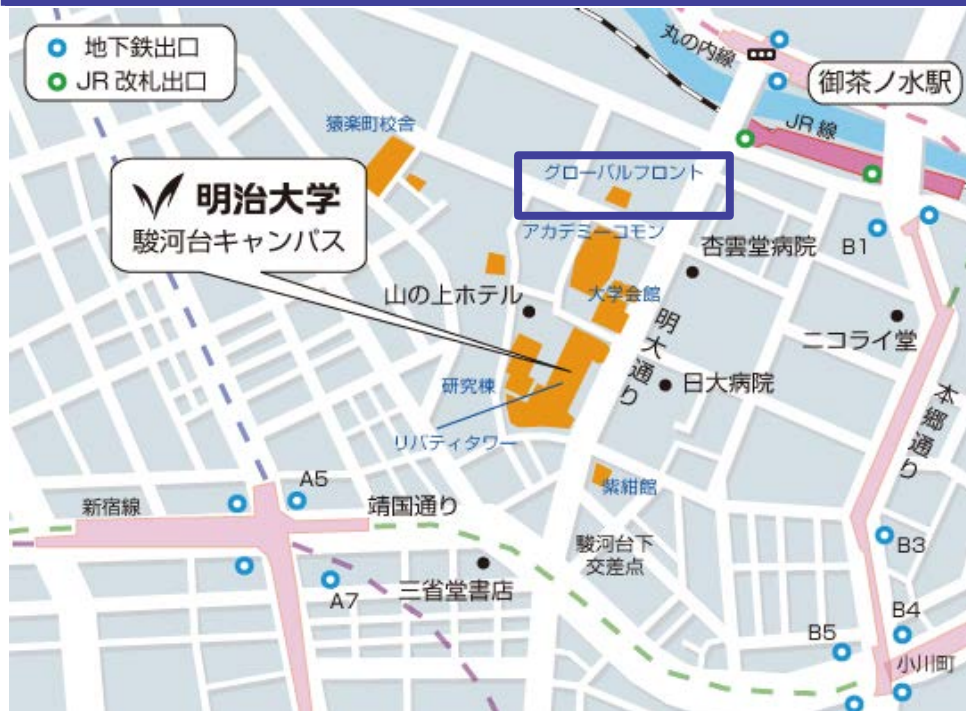 地下鉄出口
JR 改札出口
丸の内線
御茶ノ水駅
JR 線
猿楽町校舎
グローバルフロント
明治大学
駿河台キャンパス
アカデミーコモン
杏雲堂病院
B1
山の上ホテル
大学会館
明大通り
ニコライ堂
研究棟
日大病院
本郷通り
リバティタワー
A5
新宿線
靖国通り
紫紺館
駿河台下
交差点
B3
三省堂書店
A7
B4
B5
小川町